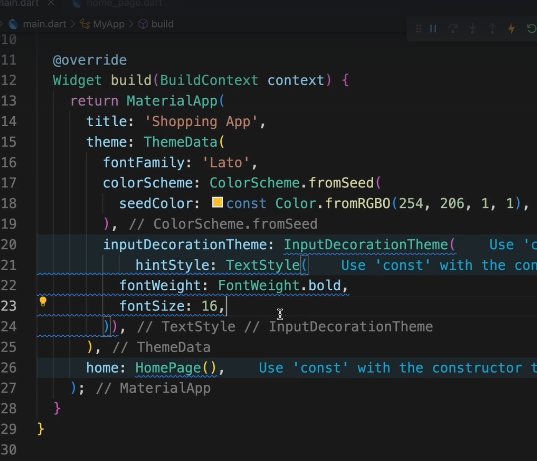 main.dart home_page.dart
main.dart > MyApp > build
10
11 @override
12 Widget build(BuildContext context) {
13 return MaterialApp(
14 title: 'Shopping App',
15 theme: ThemeData(
16 fontFamily: 'Lato',
17 colorScheme: ColorScheme.fromSeed(
18 seedColor: const Color.fromRGBO(254, 206, 1, 1),
19 ), // ColorScheme.fromSeed
20 inputDecorationTheme: InputDecorationTheme( Use 'c
21 hintStyle: TextStyle( Use 'const' with the con
22 fontWeight: FontWeight.bold,
23 fontSize: 16,
24 )), // TextStyle // InputDecorationTheme
25 ), // ThemeData
26 home: HomePage(), Use 'const' with the constructor t
27 ); // MaterialApp
28 }
29 }
30